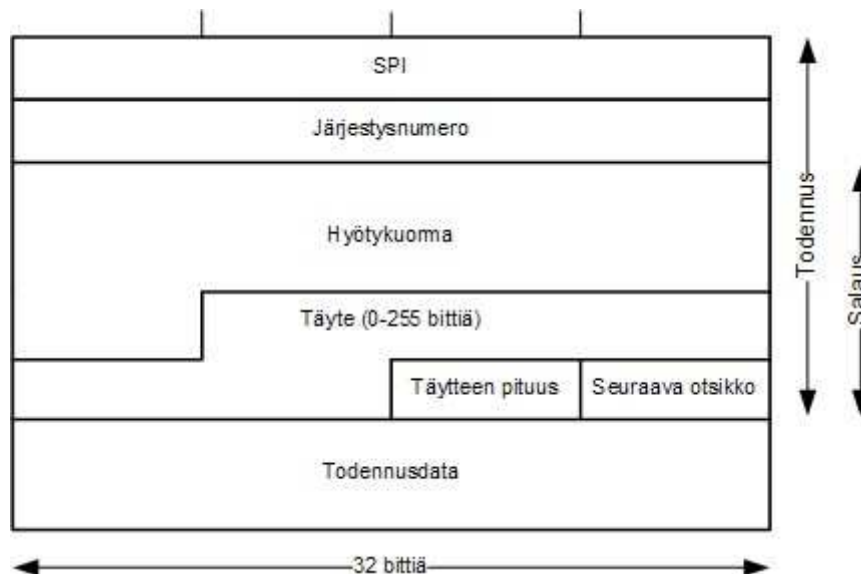 SPI
Järjestysnumero
Hyötykuorma
Täyte (0-255 bittiä)
Täytteen pituus
Seuraava otsikko
Todennusdata
32 bittiä
Todennus
Salaus